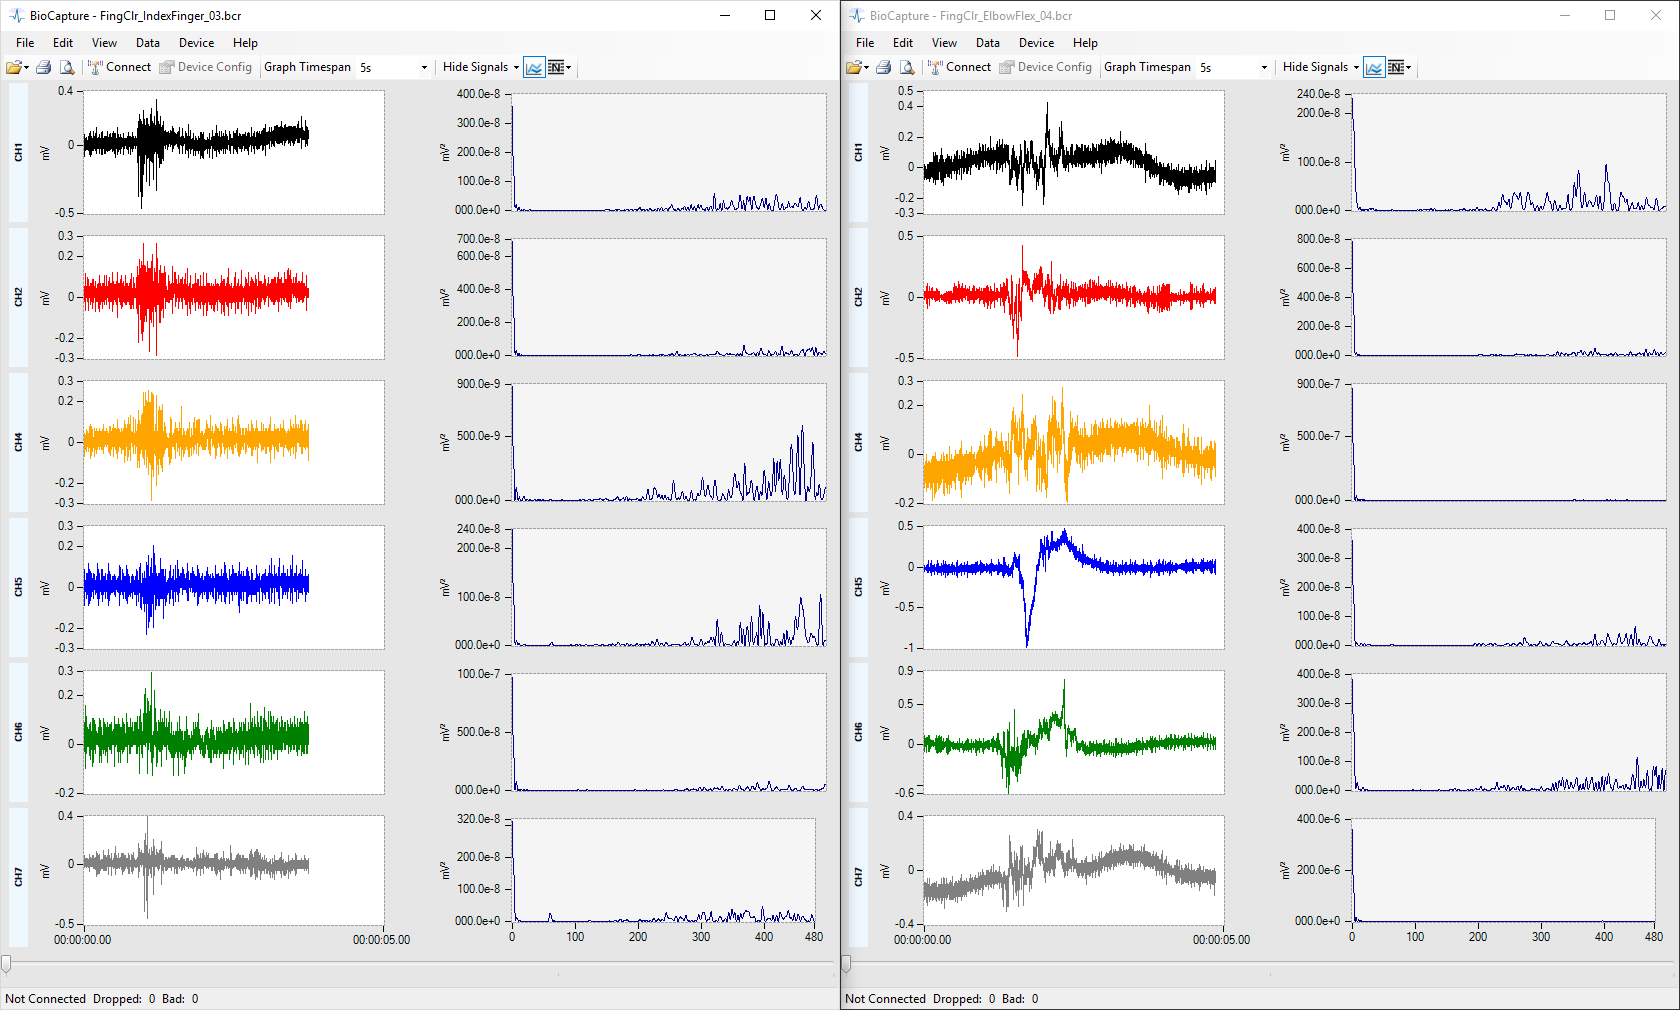 BioCapture - FingClr_IndexFinger_03.bcr
File Edit View Data Device Help
Connect Device Config Graph Timespan 5s Hide Signals
CH1
mV
0.4
0
-0.5
mV²
400.0e-8
300.0e-8
200.0e-8
100.0e-8
000.0e+0
CH2
mV
0.3
0.2
0
-0.2
-0.3
mV²
700.0e-8
600.0e-8
400.0e-8
200.0e-8
000.0e+0
CH4
mV
0.3
0.2
0
-0.2
-0.3
mV²
900.0e-9
500.0e-9
000.0e+0
CH5
mV
0.3
0.2
0
-0.2
-0.3
mV²
240.0e-8
200.0e-8
100.0e-8
000.0e+0
CH6
mV
0.3
0.2
0
-0.2
mV²
100.0e-7
500.0e-8
000.0e+0
CH7
mV
0.4
0
-0.5
00:00:00.00 00:00:05.00
mV²
320.0e-8
200.0e-8
100.0e-8
000.0e+0
0 100 200 300 400 480
Not Connected Dropped: 0 Bad: 0
BioCapture - FingClr_ElbowFlex_04.bcr
File Edit View Data Device Help
Connect Device Config Graph Timespan 5s Hide Signals
CH1
mV
0.5
0.4
0.2
0
-0.2
-0.3
mV²
240.0e-8
200.0e-8
100.0e-8
000.0e+0
CH2
mV
0.5
0
-0.5
mV²
800.0e-8
600.0e-8
400.0e-8
200.0e-8
000.0e+0
CH4
mV
0.3
0.2
0
-0.2
mV²
900.0e-7
500.0e-7
000.0e+0
CH5
mV
0.5
0
-0.5
-1
mV²
400.0e-8
300.0e-8
200.0e-8
100.0e-8
000.0e+0
CH6
mV
0.9
0.5
0
-0.6
mV²
400.0e-8
300.0e-8
200.0e-8
100.0e-8
000.0e+0
CH7
mV
0.4
0
-0.4
00:00:00.00 00:00:05.00
mV²
400.0e-6
200.0e-6
000.0e+0
0 100 200 300 400 480
Not Connected Dropped: 0 Bad: 0